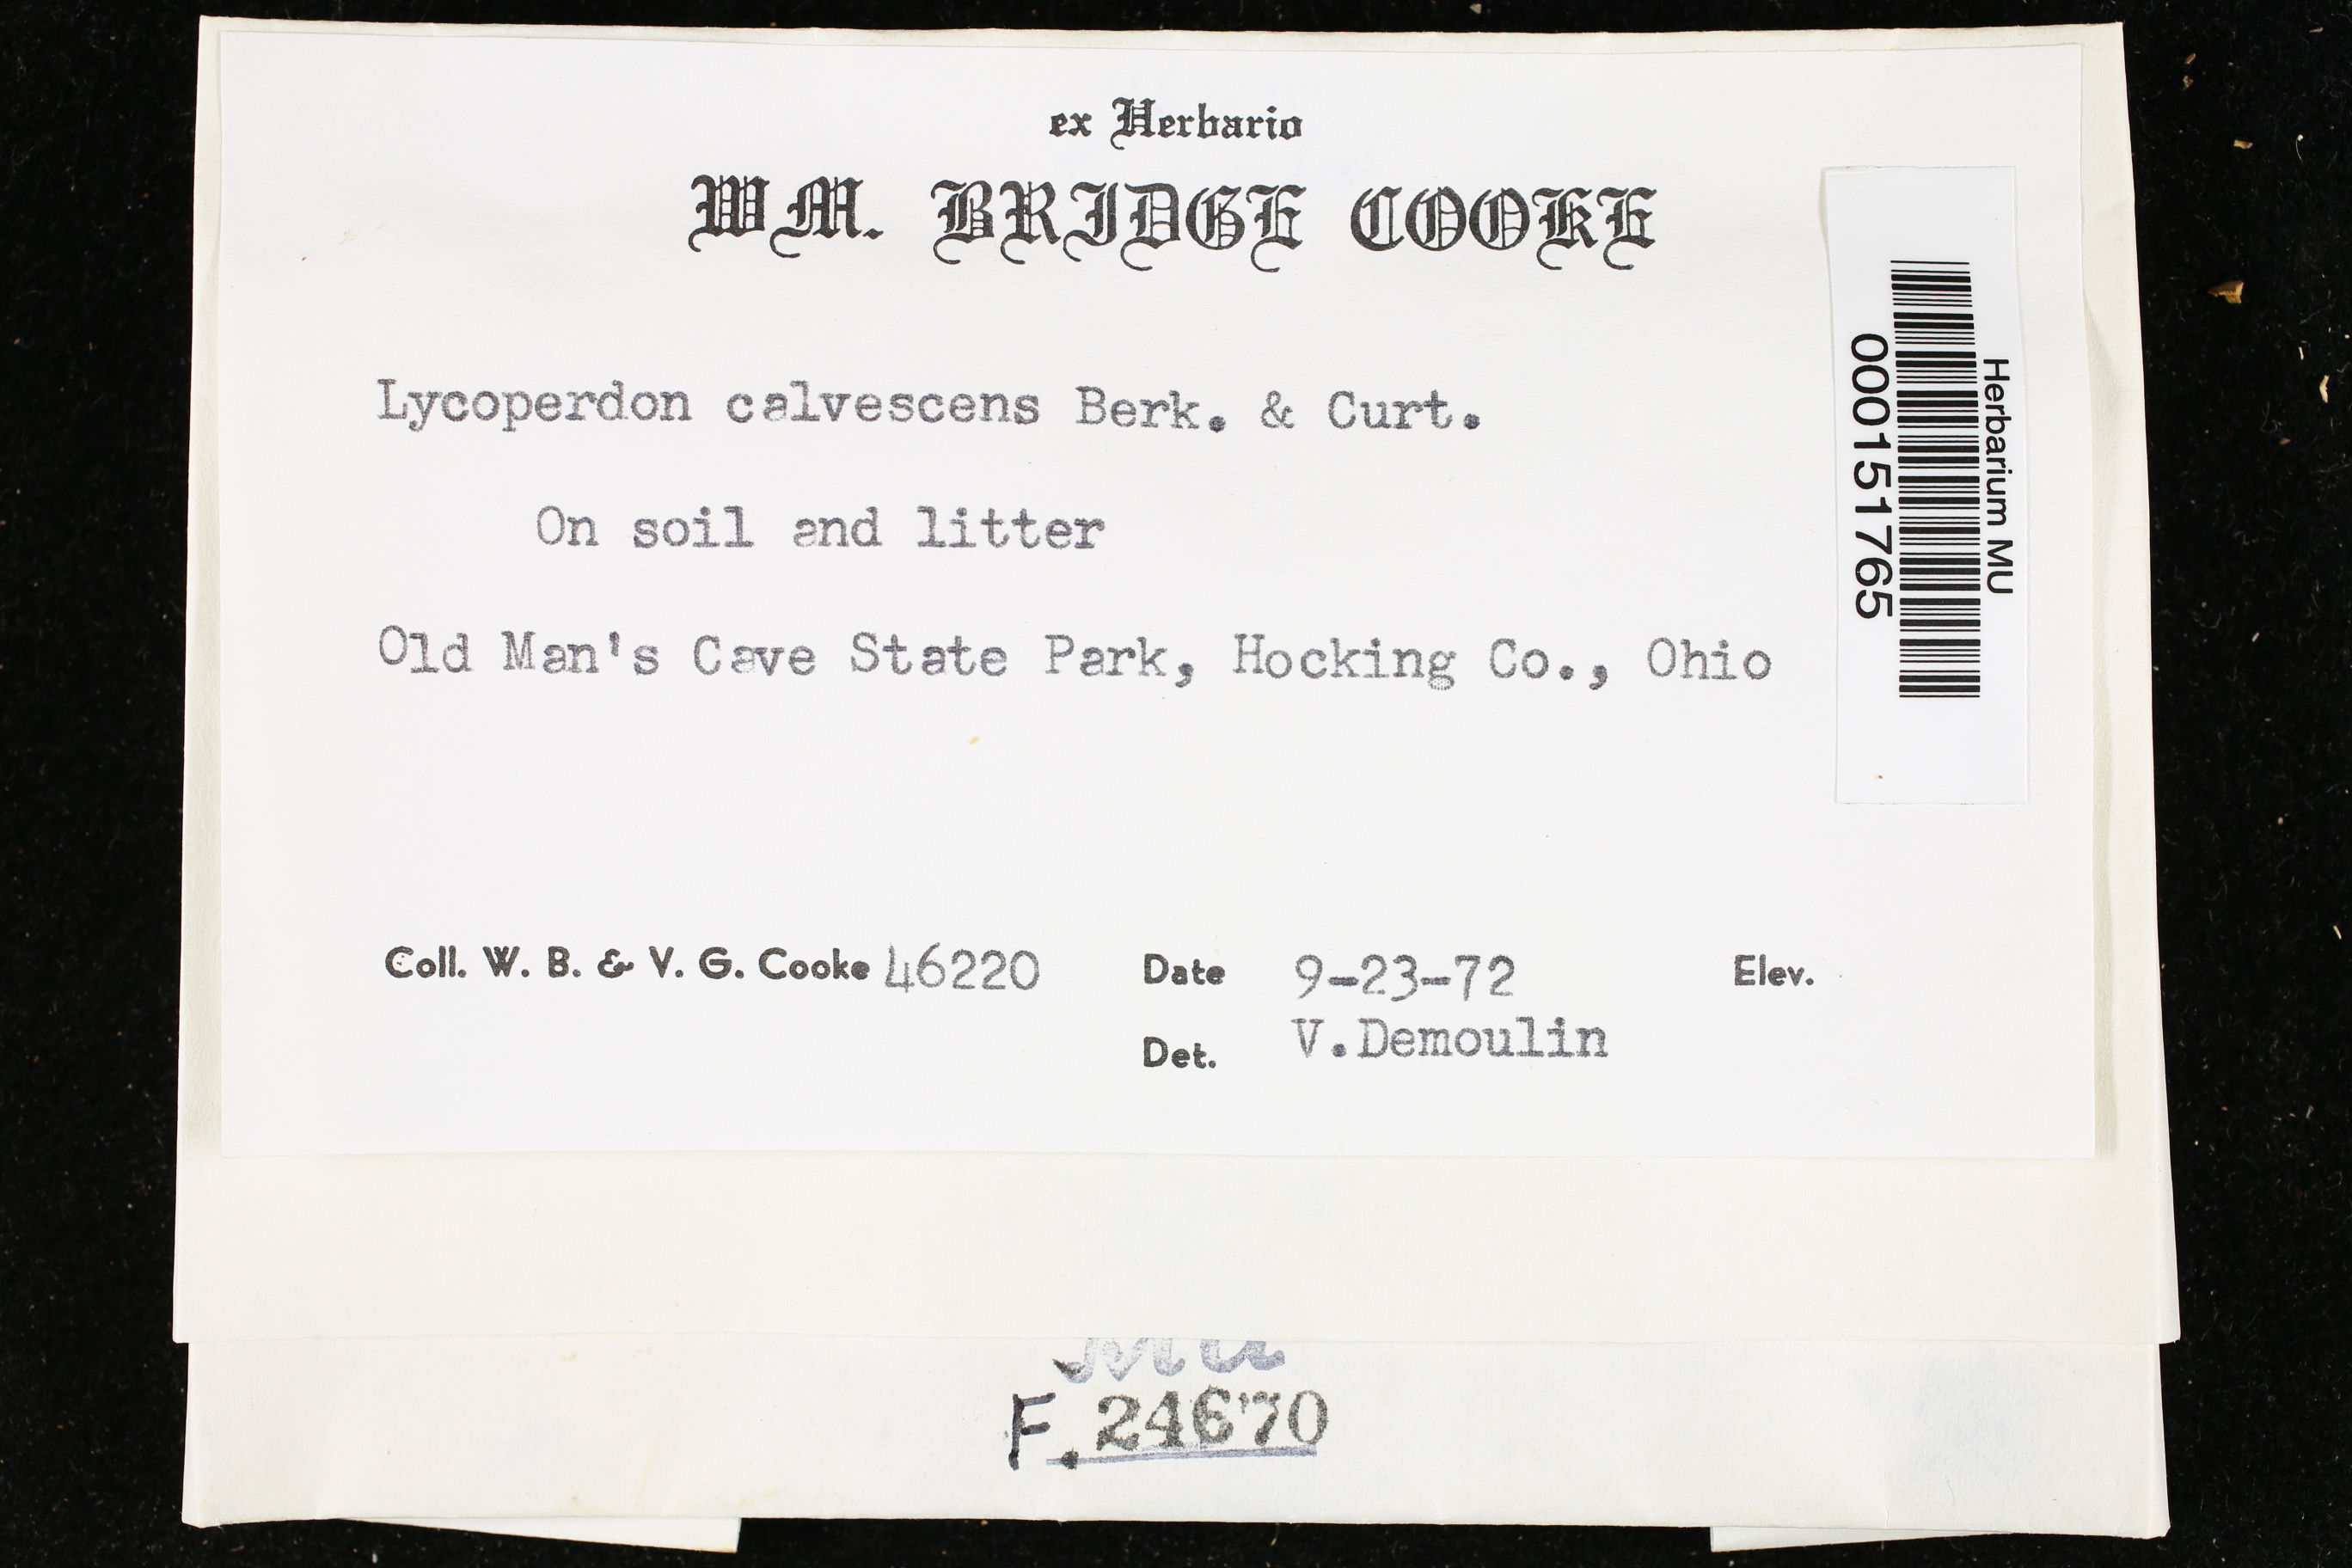 ex Herbario
WM. BRIDGE COOKE
Lycoperdon calvescens Berk. & Curt.
On soil and litter
Old Man's Cave State Park, Hocking Co., Ohio
Coll. W. B. & V. G. Cooke 46220 Date 9-23-72 Elev.
Det. V.Demoulin
Herbarium MU
000151765
F. 24670